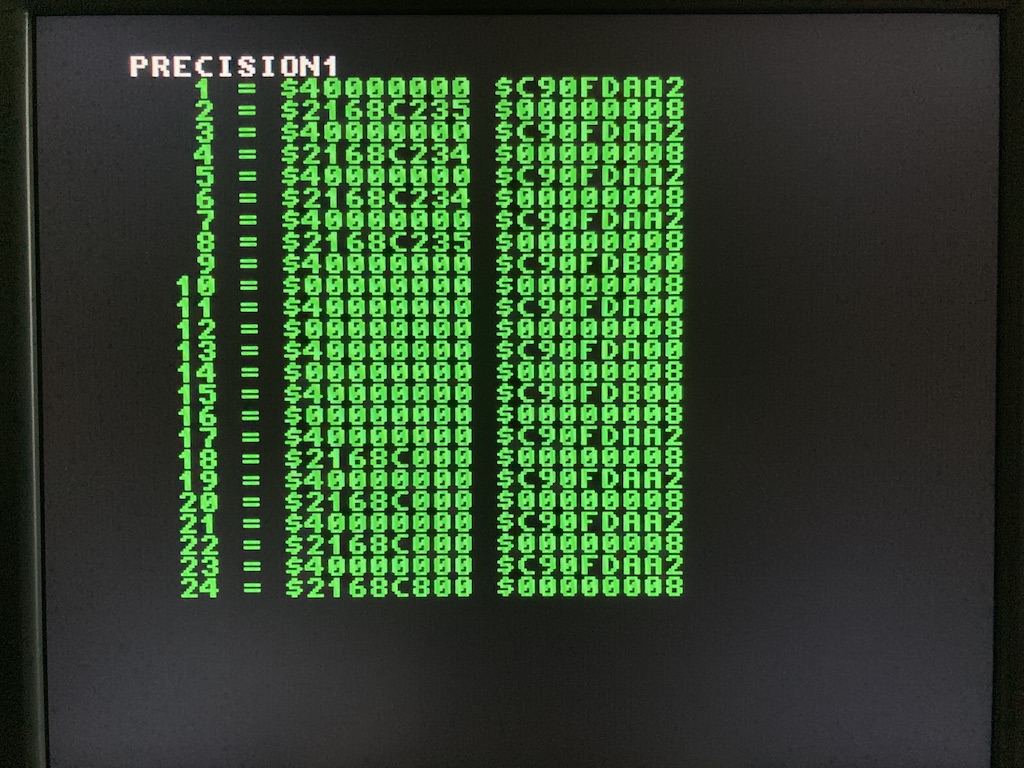 PRECISION1
1 = $40000000 $C90FDAA2
2 = $2168C235 $00000008
3 = $40000000 $C90FDAA2
4 = $2168C234 $00000008
5 = $40000000 $C90FDAA2
6 = $2168C234 $00000008
7 = $40000000 $C90FDAA2
8 = $2168C235 $00000008
9 = $40000000 $C90FDB00
10 = $00000000 $00000008
11 = $40000000 $C90FDA00
12 = $00000000 $00000008
13 = $40000000 $C90FDA00
14 = $00000000 $00000008
15 = $40000000 $C90FDB00
16 = $00000000 $00000008
17 = $40000000 $C90FDAA2
18 = $2168C000 $00000008
19 = $40000000 $C90FDAA2
20 = $2168C000 $00000008
21 = $40000000 $C90FDAA2
22 = $2168C000 $00000008
23 = $40000000 $C90FDAA2
24 = $2168C800 $00000008